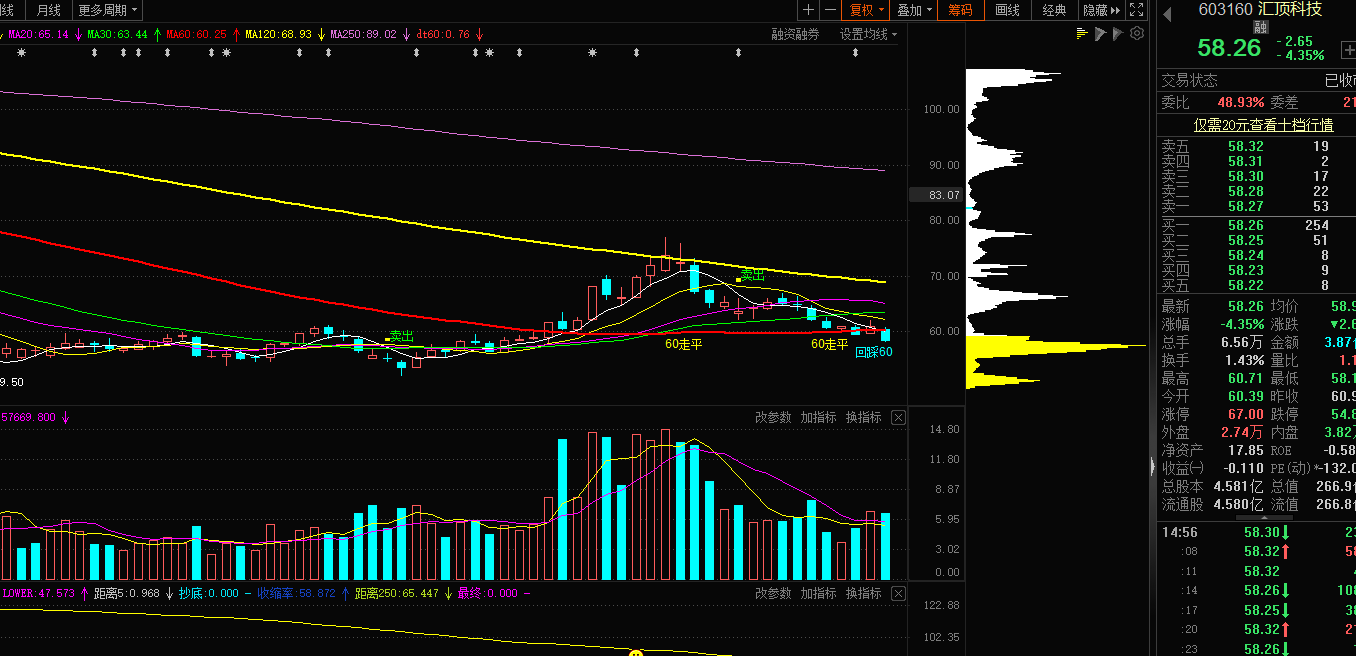 线 月线 更多周期
复权 叠加 筹码 画线 经典 隐藏
MA20:65.14 ↓ MA30:63.44 ↑ MA60:60.25 ↑ MA120:68.93 ↓ MA250:89.02 ↓ dt60:0.76 ↓
融资融券 设置均线
100.00
90.00
83.07
80.00
70.00
60.00
卖出
卖出
60走平
60走平
回踩60
9.50
57669.800 ↓
改参数 加指标 换指标
14.80
11.80
8.87
5.95
3.02
0.00
LOWER:47.573 ↑ 距离5:0.968 ↓ 抄底:0.000 − 收缩率:58.872 ↑ 距离250:65.447 ↓ 最终:0.000 −
改参数 加指标 换指标
122.88
102.35
603160 汇顶科技
融
58.26
-2.65
-4.35%
交易状态 已收
委比 48.93% 委差 21
仅需20元查看十档行情
卖五 58.32 19
卖四 58.31 2
卖三 58.30 17
卖二 58.28 22
卖一 58.27 53
买一 58.26 254
买二 58.25 51
买三 58.24 8
买四 58.23 9
买五 58.22 8
最新 58.26 均价 58.9
涨幅 -4.35% 涨跌 ▼2.6
总手 6.56万 金额 3.87
换手 1.43% 量比 1.1
最高 60.71 最低 58.1
今开 60.39 昨收 60.9
涨停 67.00 跌停 54.8
外盘 2.74万 内盘 3.82
净资产 17.85 ROE -0.58
收益㈠ -0.110 PE(动)*-132.0
总股本 4.581亿 总值 266.9
流通股 4.580亿 流值 266.8
14:56 58.30↓ 23
:08 58.32↑ 58
:11 58.32
:14 58.26↓ 108
:17 58.25↓ 38
:20 58.32↑ 27
:23 58.26↓